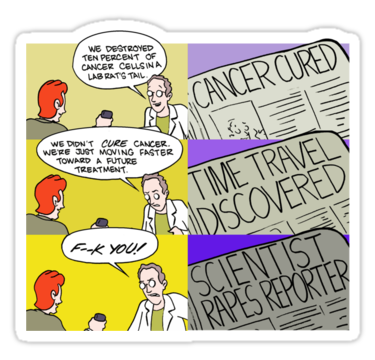 WE DESTROYED
TEN PERCENT OF
CANCER CELLS IN A
LAB RAT'S TAIL.
CANCER CURED
WE DIDN'T CURE CANCER.
WE'RE JUST MOVING FASTER
TOWARD A FUTURE
TREATMENT.
TIME TRAVEL
DISCOVERED
F--K YOU!
SCIENTIST
RAPES REPORTER